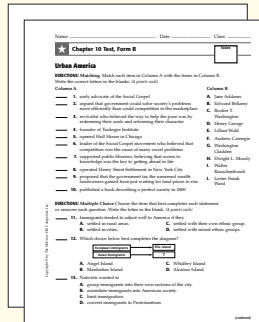 Name Date Class
Chapter 10 Test, Form B
SCORE
Urban America
DIRECTIONS: Matching Match each item in Column A with the items in Column B.
Write the correct letters in the blanks. (4 points each)
Column A Column B
1. early advocate of the Social Gospel A. Jane Addams
2. argued that government could solve society's problems B. Edward Bellamy
more efficiently than could competition in the marketplace C. Booker T.
3. revivalist who believed the way to help the poor was by Washington
redeeming their souls and reforming their character D. Henry George
4. founder of Tuskegee Institute E. Lillian Wald
5. opened Hull House in Chicago F. Andrew Carnegie
6. leader of the Social Gospel movement who believed that G. Washington
competition was the cause of many social problems Gladden
7. supported public libraries, believing that access to H. Dwight L. Moody
knowledge was the key to getting ahead in life I. Walter
8. operated Henry Street Settlement in New York City Rauschenbusch
9. proposed that the government tax the unearned wealth J. Lester Frank
landowners gained from just waiting for land prices to rise Ward
10. published a book describing a perfect society in 2000
DIRECTIONS: Multiple Choice Choose the item that best completes each statement
or answers each question. Write the letter in the blank. (4 points each)
11. Immigrants tended to adjust well to America if they
A. settled in rural areas. C. settled with their own ethnic group.
B. settled in cities. D. settled with mixed ethnic groups.
12. Which choice below best completes the diagram?
European immigrants Ellis Island
Asian immigrants ?
A. Angel Island C. Whidbey Island
B. Manhattan Island D. Alcatraz Island
13. Nativists wanted to
A. group immigrants into their own sections of the city.
B. assimilate immigrants into American society.
C. limit immigration.
D. convert immigrants to Protestantism.
(continued)